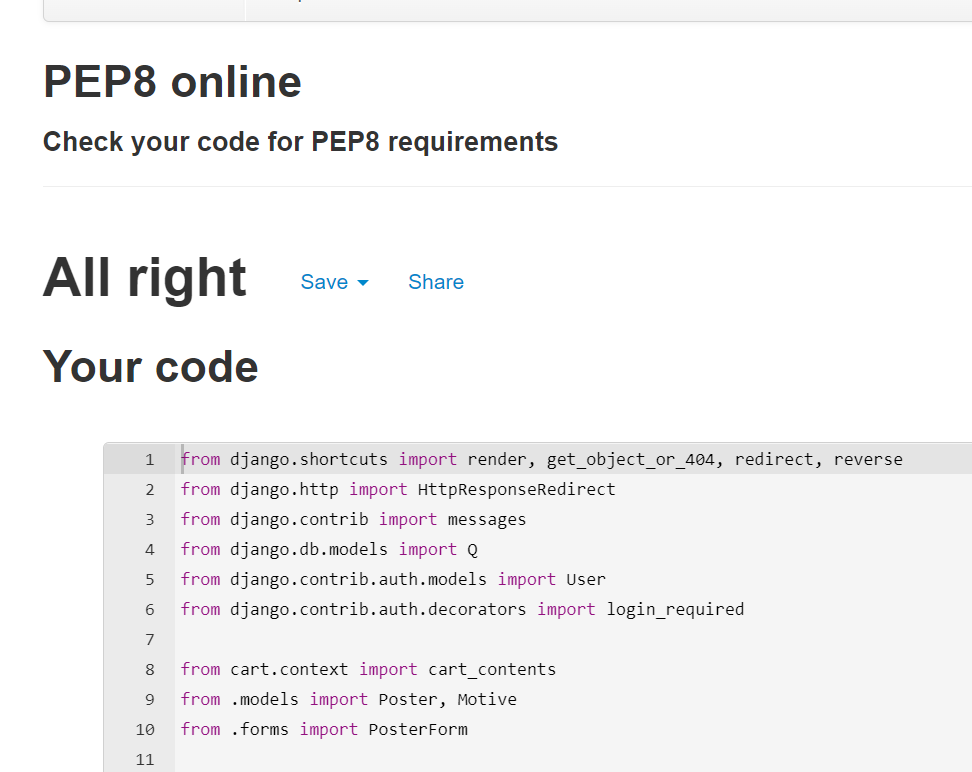 PEP8 online
Check your code for PEP8 requirements
All right Save Share
Your code
1 from django.shortcuts import render, get_object_or_404, redirect, reverse
2 from django.http import HttpResponseRedirect
3 from django.contrib import messages
4 from django.db.models import Q
5 from django.contrib.auth.models import User
6 from django.contrib.auth.decorators import login_required
7
8 from cart.context import cart_contents
9 from .models import Poster, Motive
10 from .forms import PosterForm
11